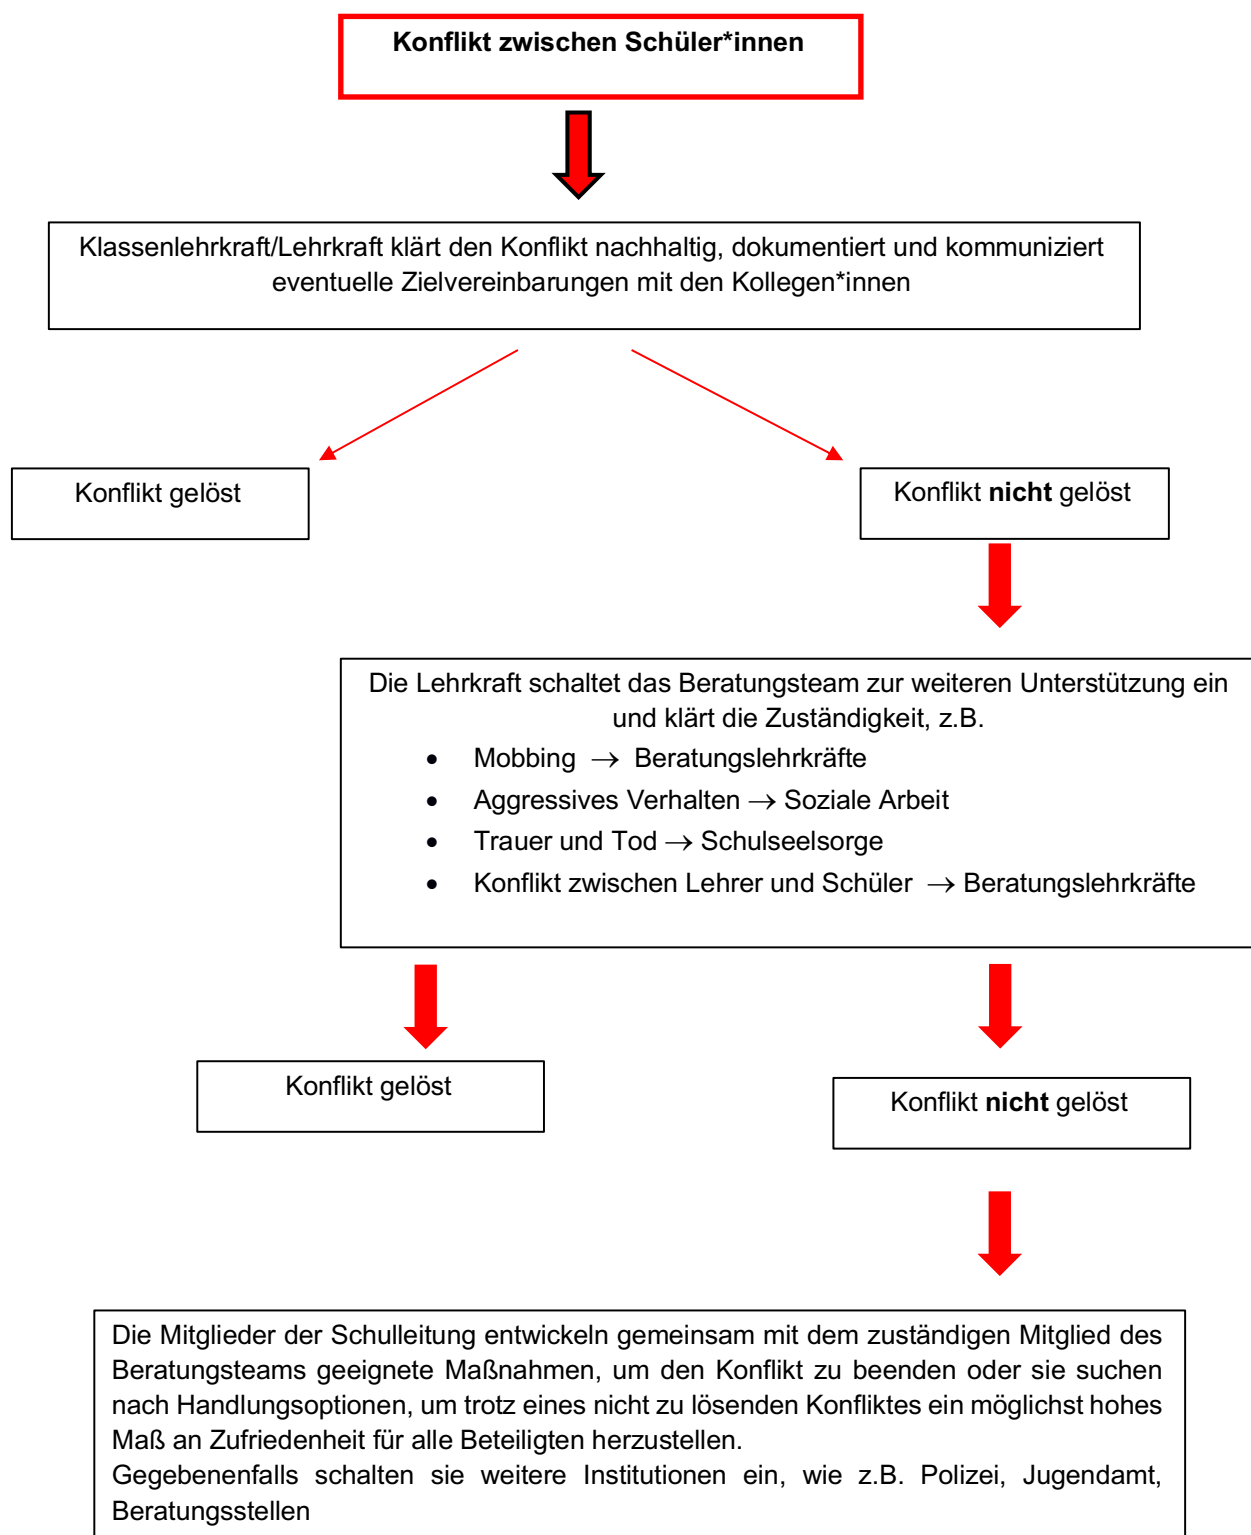 Konflikt zwischen Schüler*innen
Klassenlehrkraft/Lehrkraft klärt den Konflikt nachhaltig, dokumentiert und kommuniziert
eventuelle Zielvereinbarungen mit den Kollegen*innen
Konflikt gelöst
Konflikt nicht gelöst
Die Lehrkraft schaltet das Beratungsteam zur weiteren Unterstützung ein
und klärt die Zuständigkeit, z.B.
• Mobbing → Beratungslehrkräfte
• Aggressives Verhalten → Soziale Arbeit
• Trauer und Tod → Schulseelsorge
• Konflikt zwischen Lehrer und Schüler → Beratungslehrkräfte
Konflikt gelöst
Konflikt nicht gelöst
Die Mitglieder der Schulleitung entwickeln gemeinsam mit dem zuständigen Mitglied des
Beratungsteams geeignete Maßnahmen, um den Konflikt zu beenden oder sie suchen
nach Handlungsoptionen, um trotz eines nicht zu lösenden Konfliktes ein möglichst hohes
Maß an Zufriedenheit für alle Beteiligten herzustellen.
Gegebenenfalls schalten sie weitere Institutionen ein, wie z.B. Polizei, Jugendamt,
Beratungsstellen